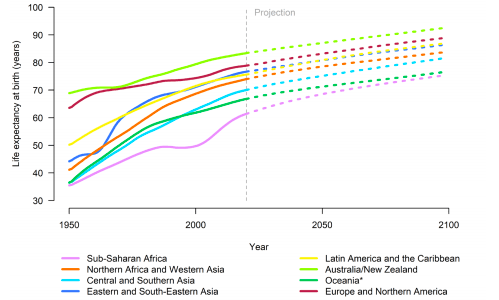 Projection
100
90
80
70
60
50
40
30
Life expectancy at birth (years)
1950
2000
2050
2100
Year
Sub-Saharan Africa
Northern Africa and Western Asia
Central and Southern Asia
Eastern and South-Eastern Asia
Latin America and the Caribbean
Australia/New Zealand
Oceania*
Europe and Northern America